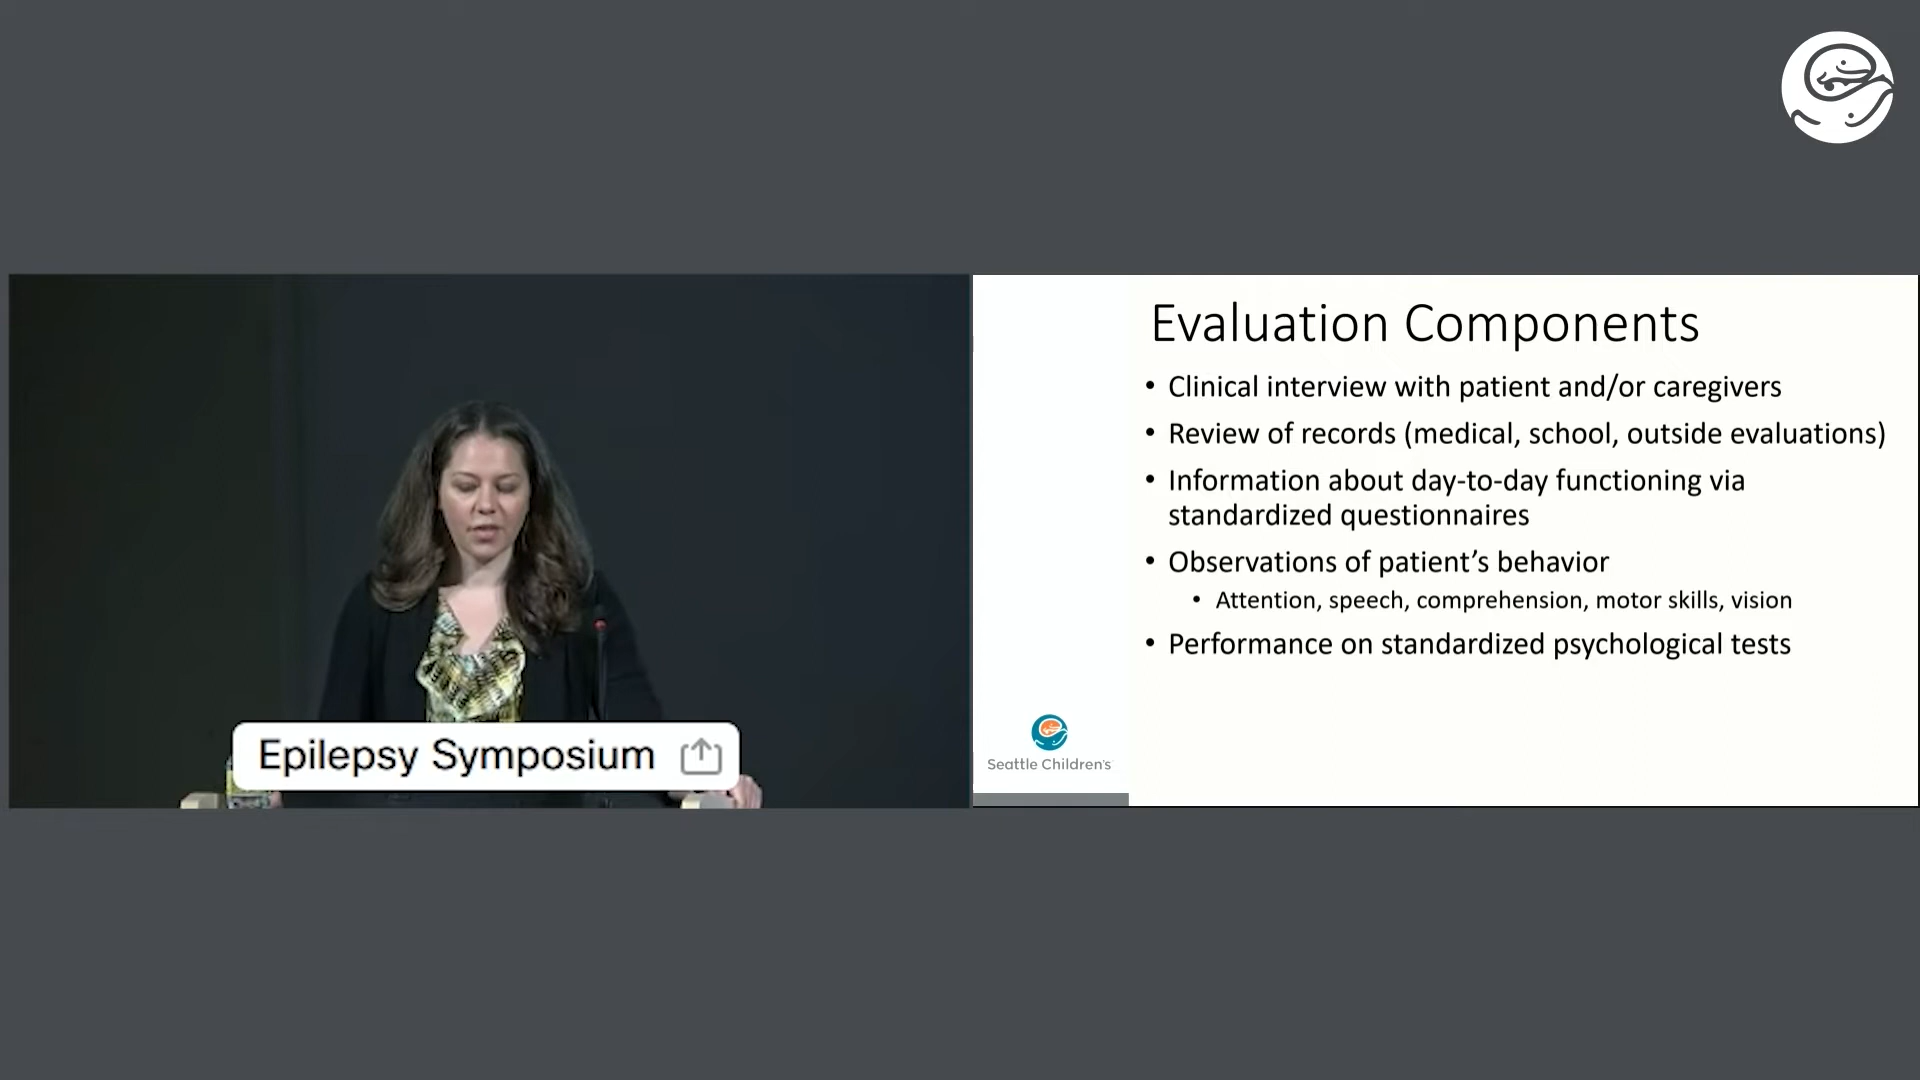 Evaluation Components
• Clinical interview with patient and/or caregivers
• Review of records (medical, school, outside evaluations)
• Information about day-to-day functioning via
standardized questionnaires
• Observations of patient's behavior
• Attention, speech, comprehension, motor skills, vision
• Performance on standardized psychological tests
Seattle Children's
Epilepsy Symposium